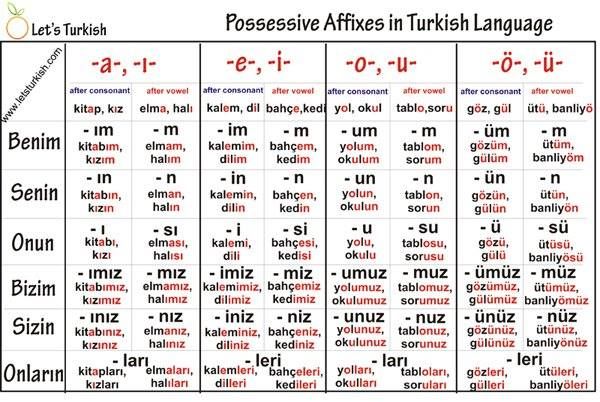 Let's Turkish
Possessive Affixes in Turkish Language
www.letsturkish.com
-a-, -ı- -e-, -i- -o-, -u- -ö-, -ü-
after consonant after vowel after consonant after vowel after consonant after vowel after consonant after vowel
kitap, kız elma, halı kalem, dil bahçe,kedi yol, okul tablo,soru göz, gül ütü, banliyö
Benim - ım - m - im - m - um - m - üm - m
kitabım, elmam, kalemim, bahçem, yolum, tablom, gözüm, ütüm,
kızım halım dilim kedim okulum sorum gülüm banliyöm
Senin - ın - n - in - n - un - n - ün - n
kitabın, elman, kalemin, bahçen, yolun, tablon, gözün, ütün,
kızın halın dilin kedin okulun sorun gülün banliyön
Onun - ı - sı - i - si - u - su - ü - sü
kitabı, elması, kalemi, bahçesi, yolu, tablosu, gözü, ütüsü,
kızı halısı dili kedisi okulu sorusu gülü banliyösü
Bizim - ımız - mız - imiz - miz - umuz - muz - ümüz - müz
kitabımız, elmamız, kalemimiz, bahçemiz, yolumuz, tablomuz, gözümüz, ütümüz,
kızımız halımız dilimiz kedimiz okulumuz sorumuz gülümüz banliyömüz
Sizin - ınız - nız - iniz - niz - unuz - nuz - ünüz - nüz
kitabınız, elmanız, kaleminiz, bahçeniz, yolunuz, tablonuz, gözünüz, ütünüz,
kızınız halınız diliniz kediniz okulunuz sorunuz gülünüz banliyönüz
Onların - ları - leri - ları - leri
kitapları, elmaları, kalemleri, bahçeleri, yolları, tabloları, gözleri, ütüleri,
kızları halıları dilleri kedileri okulları soruları gülleri banliyöleri